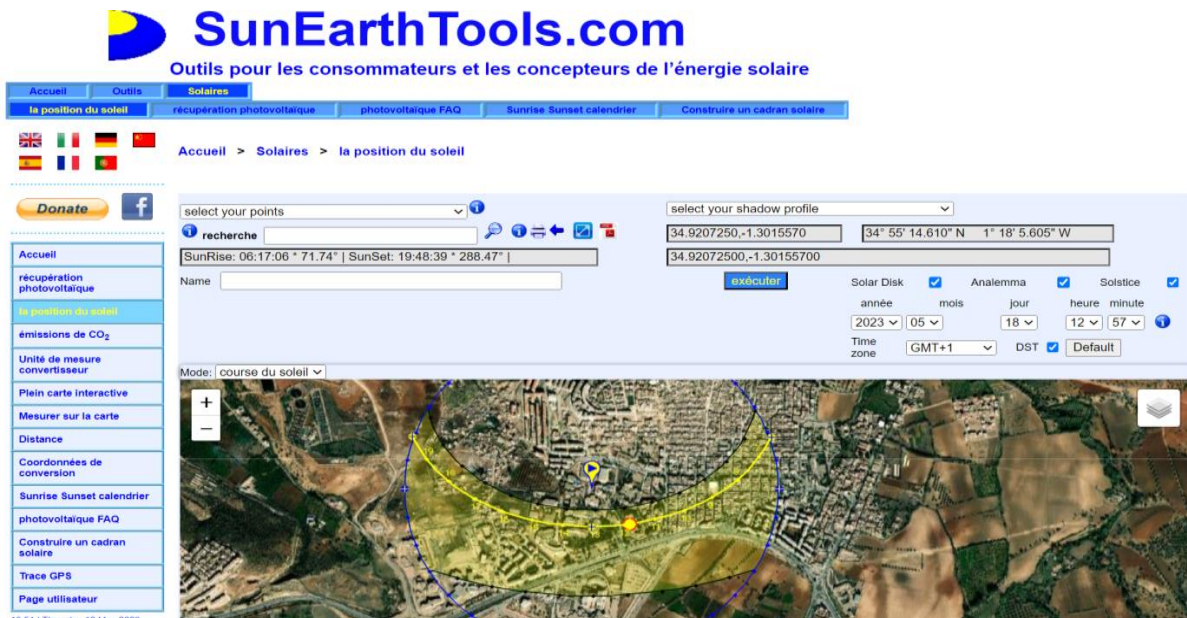 SunEarthTools.com
Outils pour les consommateurs et les concepteurs de l'énergie solaire
Accueil Outils Solaires
la position du soleil récupération photovoltaïque photovoltaïque FAQ Sunrise Sunset calendrier Construire un cadran solaire
Accueil > Solaires > la position du soleil
Donate f
select your points select your shadow profile
recherche 34.9207250,-1.3015570 34° 55' 14.610" N 1° 18' 5.605" W
SunRise: 06:17:06 * 71.74° | SunSet: 19:48:39 * 288.47° | 34.92072500,-1.30155700
Name exécuter Solar Disk Analemma Solstice
année mois jour heure minute
2023 05 18 12 57
Time zone GMT+1 DST Default
Mode: course du soleil
+
−
Accueil
récupération
photovoltaïque
la position du soleil
émissions de CO2
Unité de mesure
convertisseur
Plein carte interactive
Mesurer sur la carte
Distance
Coordonnées de
conversion
Sunrise Sunset calendrier
photovoltaïque FAQ
Construire un cadran
solaire
Trace GPS
Page utilisateur